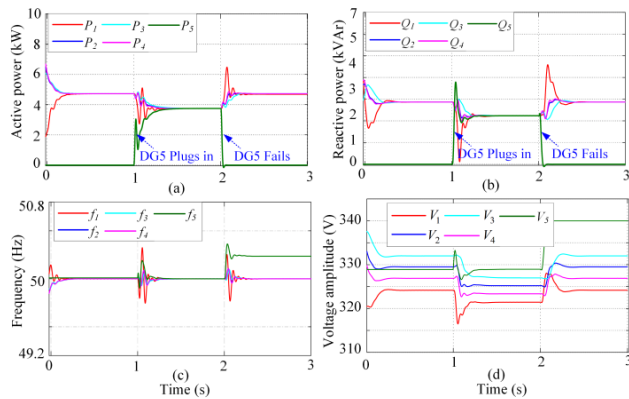 P1 P3 P5
P2 P4
Active power (kW)
10
8
6
4
2
0
DG5 Plugs in
DG5 Fails
0 1 2 3
(a)
Q1 Q3 Q5
Q2 Q4
Reactive power (kVAr)
5
4
3
2
1
0
DG5 Plugs in
DG5 Fails
0 1 2 3
(b)
f1 f3 f5
f2 f4
Frequency (Hz)
50.8
50
49.2
0 1 2 3
(c)
Time (s)
V1 V3 V5
V2 V4
Voltage amplitude (V)
340
330
320
310
0 1 2 3
(d)
Time (s)